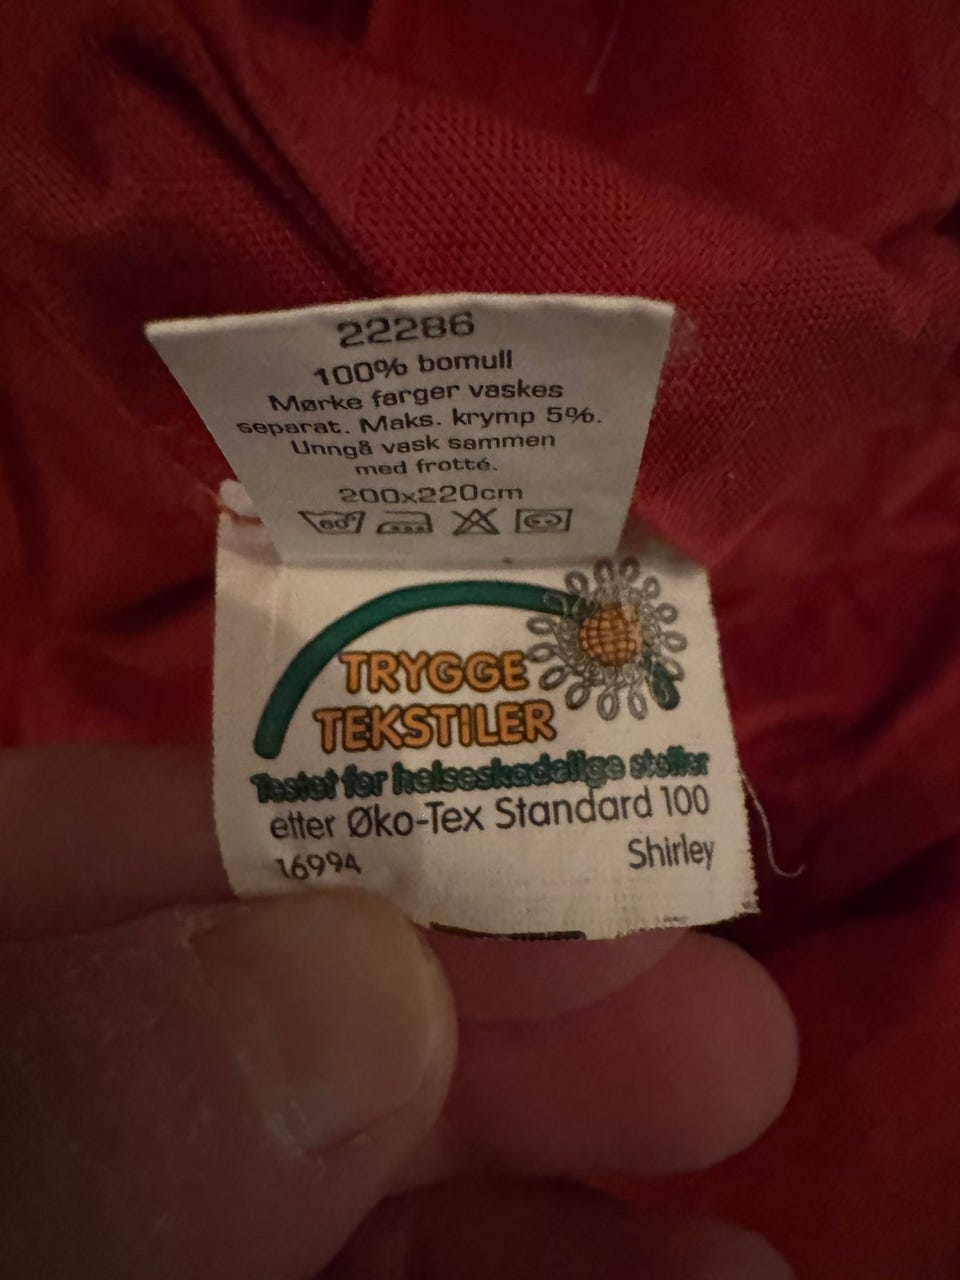 22286
100% bomull
Mørke farger vaskes
separat. Maks. krymp 5%.
Unngå vask sammen
med frotté.
200x220cm
60°
TRYGGE
TEKSTILER
Testet for helseskadelige stoffer
etter Øko-Tex Standard 100
16994 Shirley